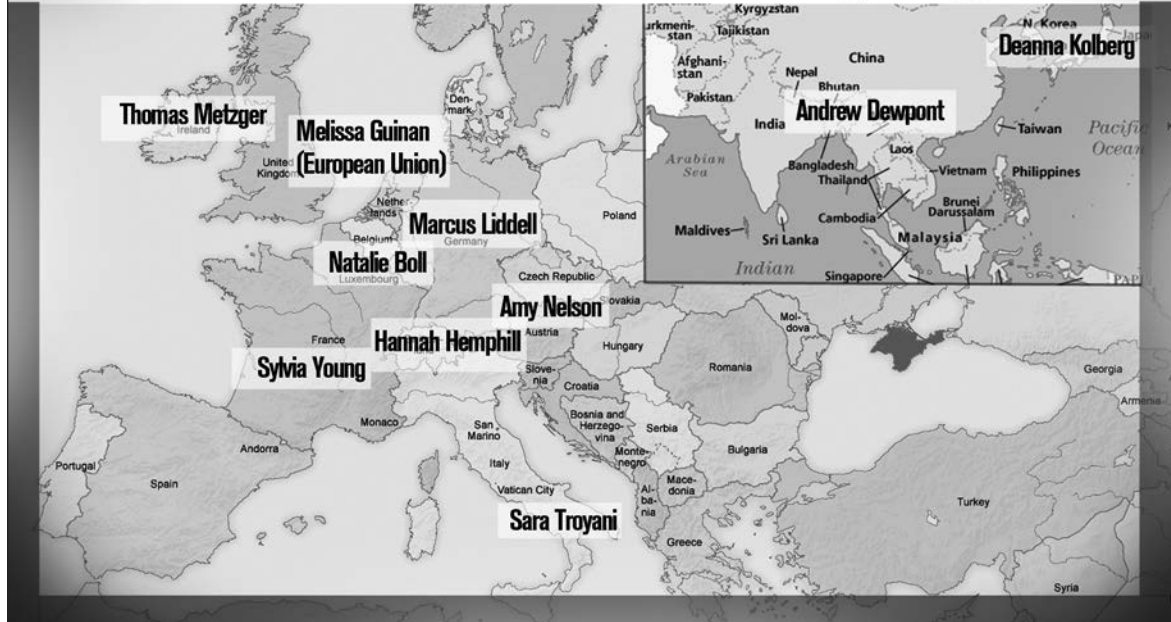 Kyrgyzstan
Tajikistan
N. Korea
Deanna Kolberg
China
Afghani-
stan
Nepal
Bhutan
Pakistan
India
Andrew Dewpont
Taiwan
Pacific
Ocean
Laos
Arabian
Sea
Bangladesh
Thailand
Vietnam
Philippines
Cambodia
Brunei
Darussalam
Maldives
Sri Lanka
Malaysia
Indian
Singapore
Thomas Metzger
Ireland
Melissa Guinan
(European Union)
Den-
mark
United
Kingdom
Nethe
lands
Marcus Liddell
Germany
Poland
Belgium
Natalie Boll
Luxembourg
Czech Republic
Amy Nelson
Slovakia
Austria
Mol-
dova
France
Hannah Hemphill
Hungary
Sylvia Young
Slove-
nia
Croatia
Romania
Georgia
Armenia
Monaco
San
Marino
Bosnia and
Herzego-
vina
Serbia
Andorra
Italy
Monte-
negro
Bulgaria
Portugal
Spain
Vatican City
Al-
ba-
nia
Mace-
donia
Turkey
Sara Troyani
Greece
Syria